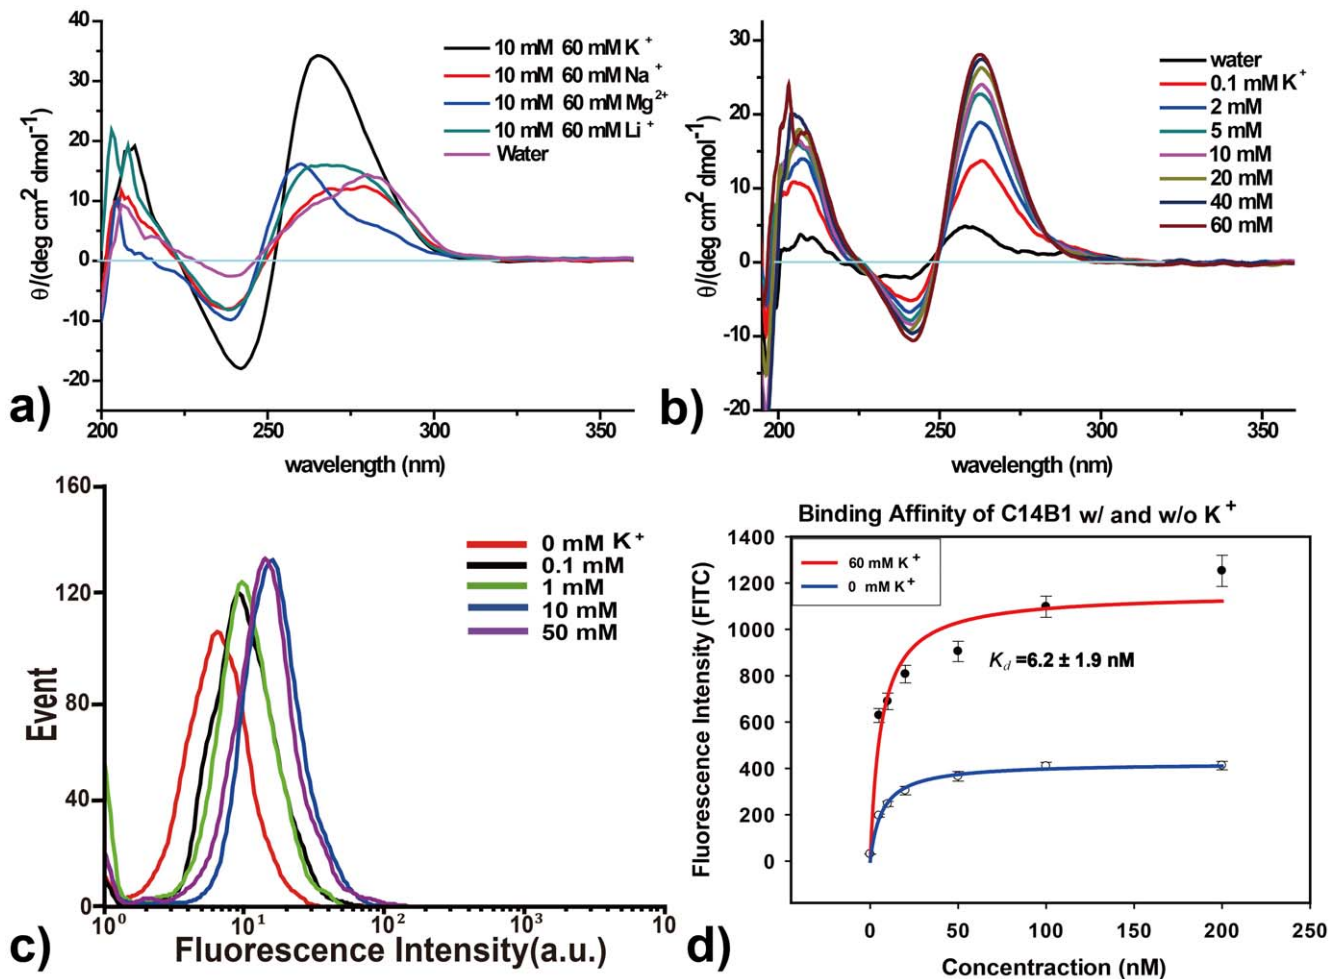 40
30
20
10
0
-10
-20
θ/(deg cm² dmol⁻¹)
10 mM 60 mM K⁺
10 mM 60 mM Na⁺
10 mM 60 mM Mg²⁺
10 mM 60 mM Li⁺
Water
200 250 300 350
wavelength (nm)
a)
30
20
10
0
-10
-20
θ/(deg cm² dmol⁻¹)
water
0.1 mM K⁺
2 mM
5 mM
10 mM
20 mM
40 mM
60 mM
200 250 300 350
wavelength (nm)
b)
160
120
80
40
0
Event
0 mM K⁺
0.1 mM
1 mM
10 mM
50 mM
10⁰ 10¹ 10² 10³ 10
Fluorescence Intensity(a.u.)
c)
Binding Affinity of C14B1 w/ and w/o K⁺
1400
1200
1000
800
600
400
200
0
Fluorescence Intensity (FITC)
60 mM K⁺
0 mM K⁺
K_d =6.2 ± 1.9 nM
0 50 100 150 200 250
Concentraction (nM)
d)